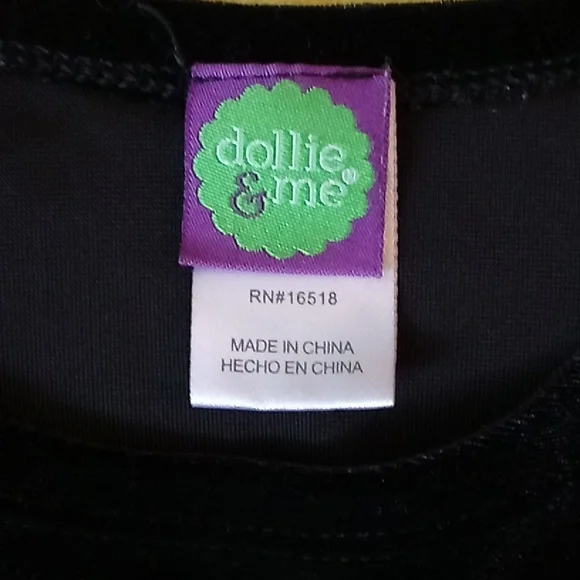 dollie
& me®
RN#16518
MADE IN CHINA
HECHO EN CHINA